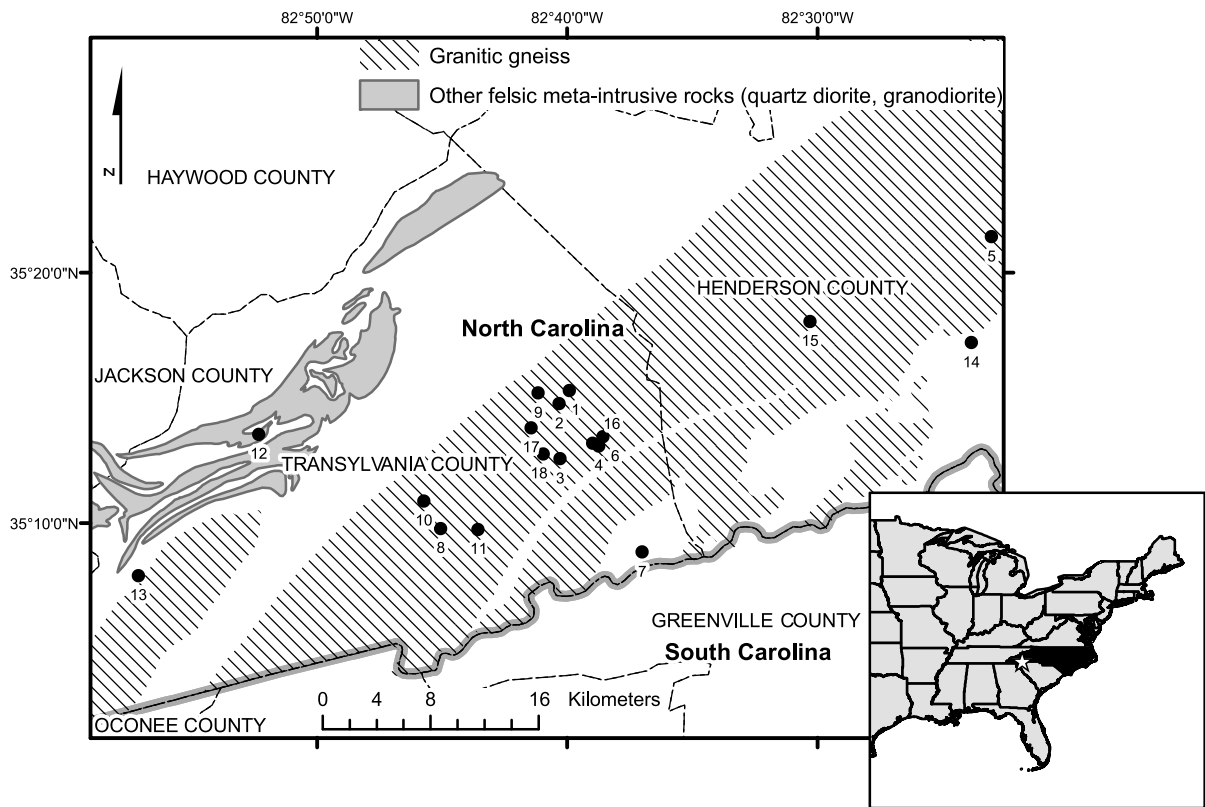 82°50'0"W 82°40'0"W 82°30'0"W
Granitic gneiss
Other felsic meta-intrusive rocks (quartz diorite, granodiorite)
N
HAYWOOD COUNTY
5
35°20'0"N
HENDERSON COUNTY
North Carolina
15
14
JACKSON COUNTY
9
1
2
16
17
12
6
4
TRANSYLVANIA COUNTY
18
3
10
35°10'0"N
8
11
7
13
GREENVILLE COUNTY
South Carolina
0 4 8 16 Kilometers
OCONEE COUNTY